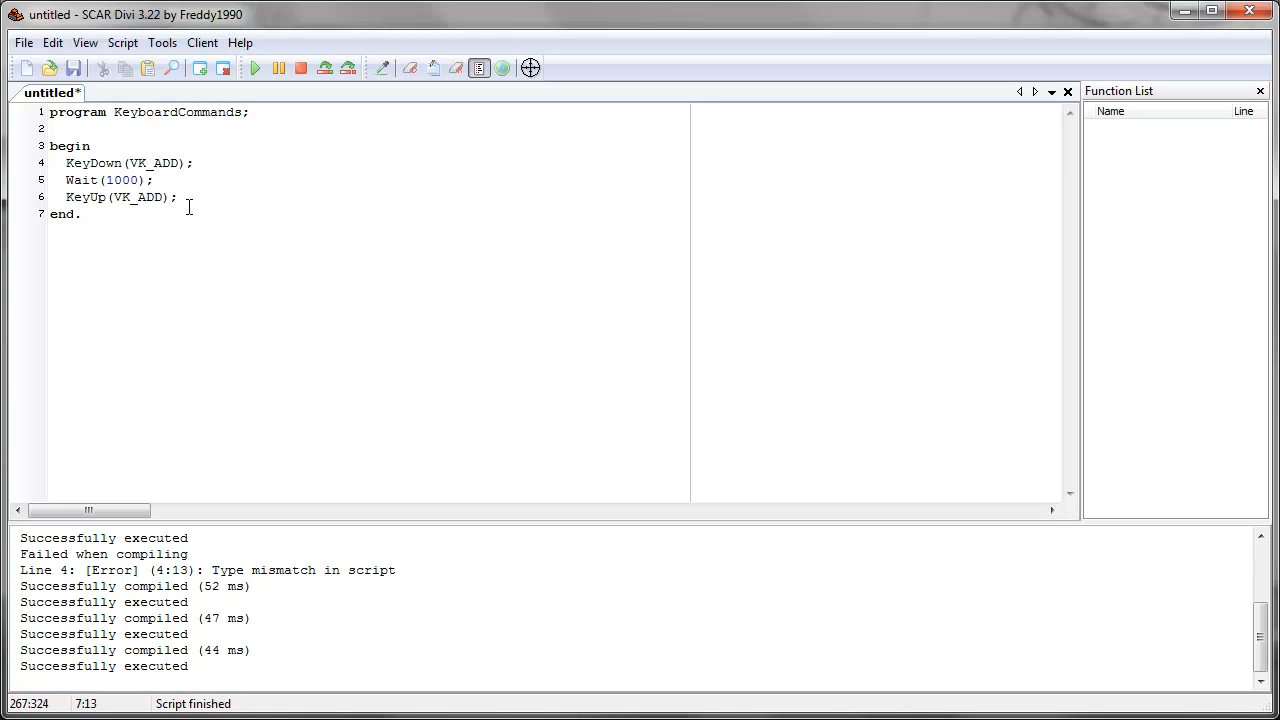 untitled - SCAR Divi 3.22 by Freddy1990
File Edit View Script Tools Client Help
untitled*
Function List
Name Line
1 program KeyboardCommands;
2
3 begin
4 KeyDown(VK_ADD);
5 Wait(1000);
6 KeyUp(VK_ADD);
7 end.
Successfully executed
Failed when compiling
Line 4: [Error] (4:13): Type mismatch in script
Successfully compiled (52 ms)
Successfully executed
Successfully compiled (47 ms)
Successfully executed
Successfully compiled (44 ms)
Successfully executed
267:324 7:13 Script finished